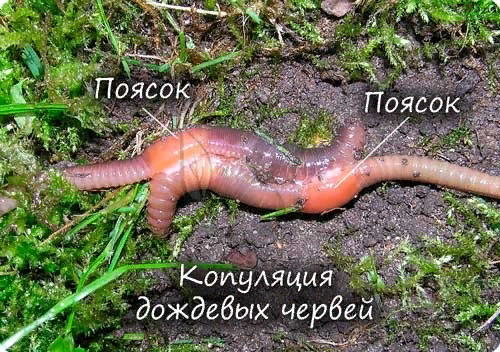 Поясок
Поясок
Копуляция
дождевых червей